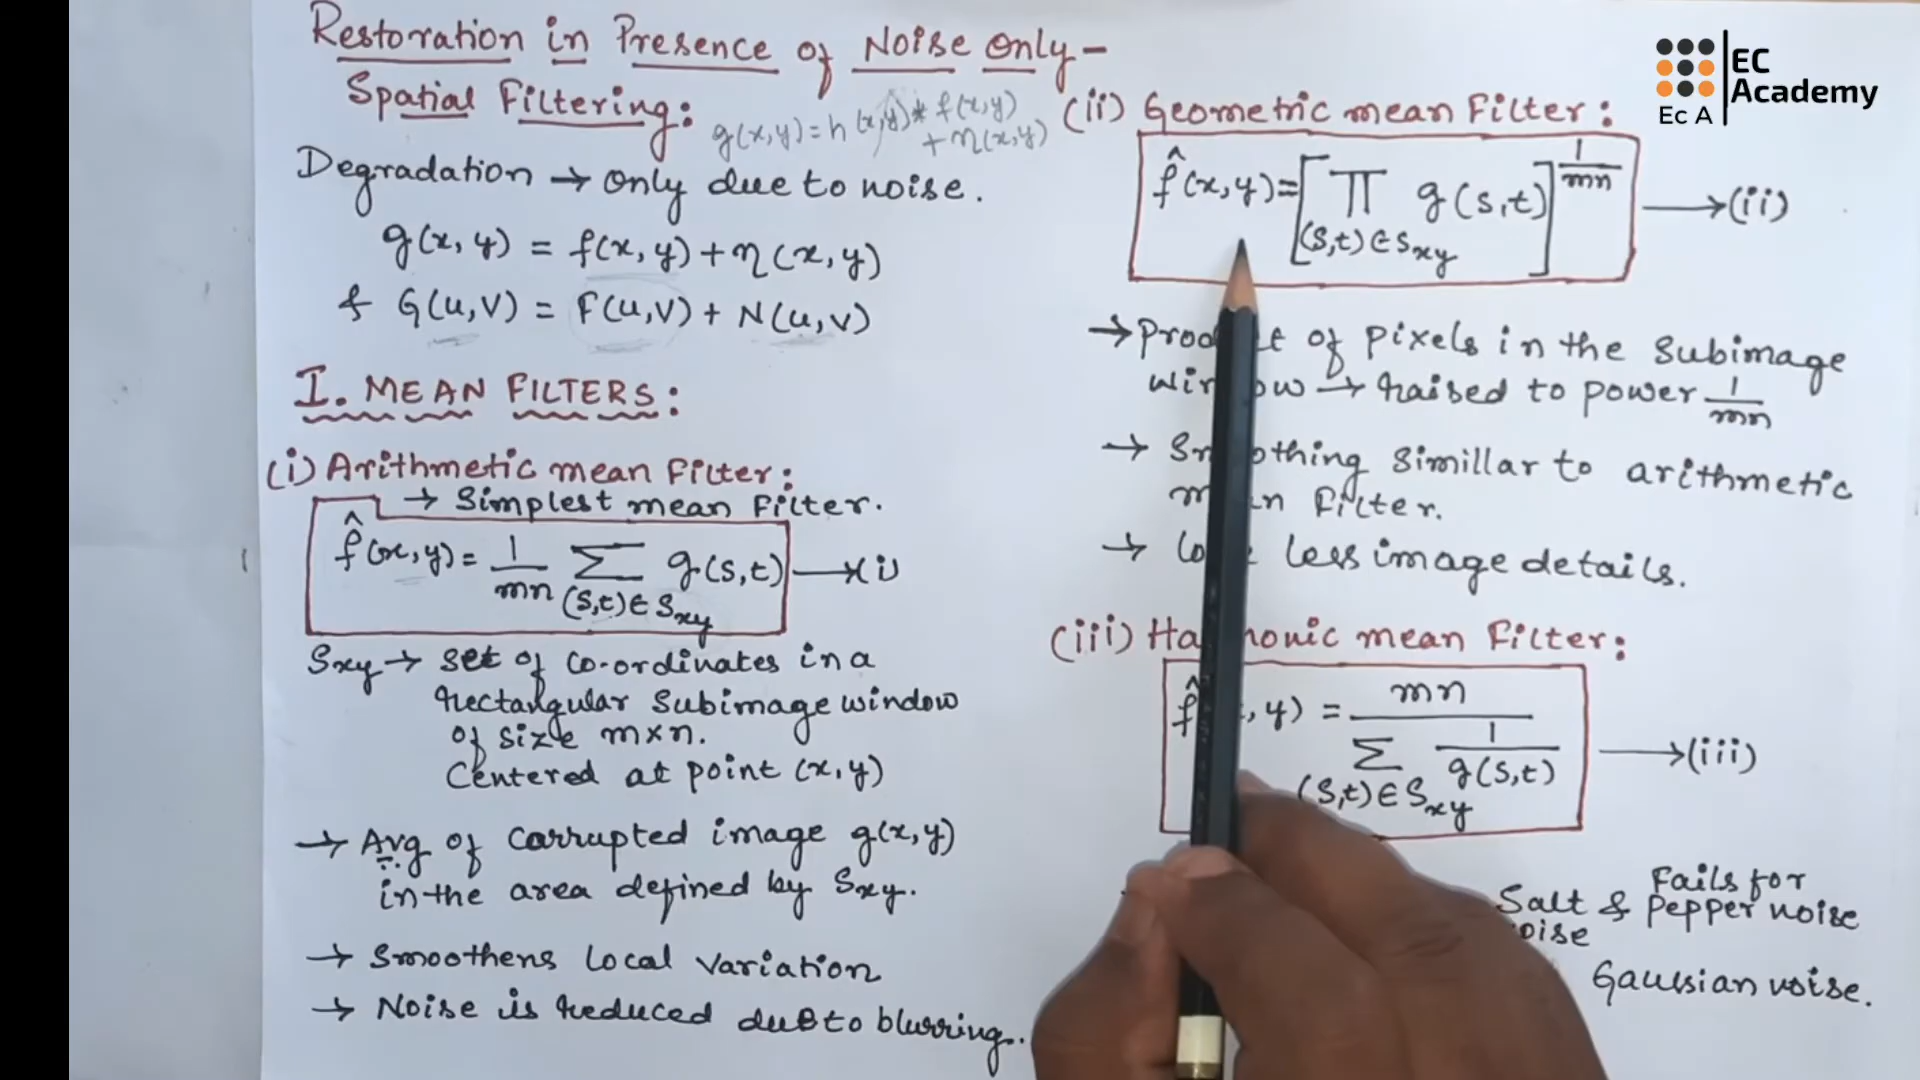 Restoration in Presence of Noise Only-
Spatial Filtering:
g(x,y)=h(x,y)*f(x,y)
+η(x,y)
Degradation → Only due to noise.
g(x,y) = f(x,y)+η(x,y)
& G(u,v) = F(u,v)+N(u,v)
I. MEAN FILTERS:
(i) Arithmetic mean Filter:
→ Simplest mean Filter.
f̂(x,y)= 1/mn Σ g(s,t) →(i)
(s,t)∈Sxy
Sxy→ Set of Co-ordinates in a
rectangular Subimage window
of size m×n.
Centered at point (x,y)
→ Avg of Carrupted image g(x,y)
in the area defined by Sxy.
→ Smoothens local variation
→ Noise is reduced due to blurring.
(ii) Geometric mean Filter:
f̂(x,y)=[∏ g(s,t)]^1/mn →(ii)
(s,t)∈Sxy
→ of pixels in the Subimage
→ raised to power 1/mn
→ Simillar to arithmetic
Filter.
→ less image details.
(iii) mean Filter:
,y) = mn / Σ 1/g(s,t) →(iii)
(s,t)∈Sxy
Fails for
Salt & Pepper noise
Gaussian noise.
EC
Academy
Ec A